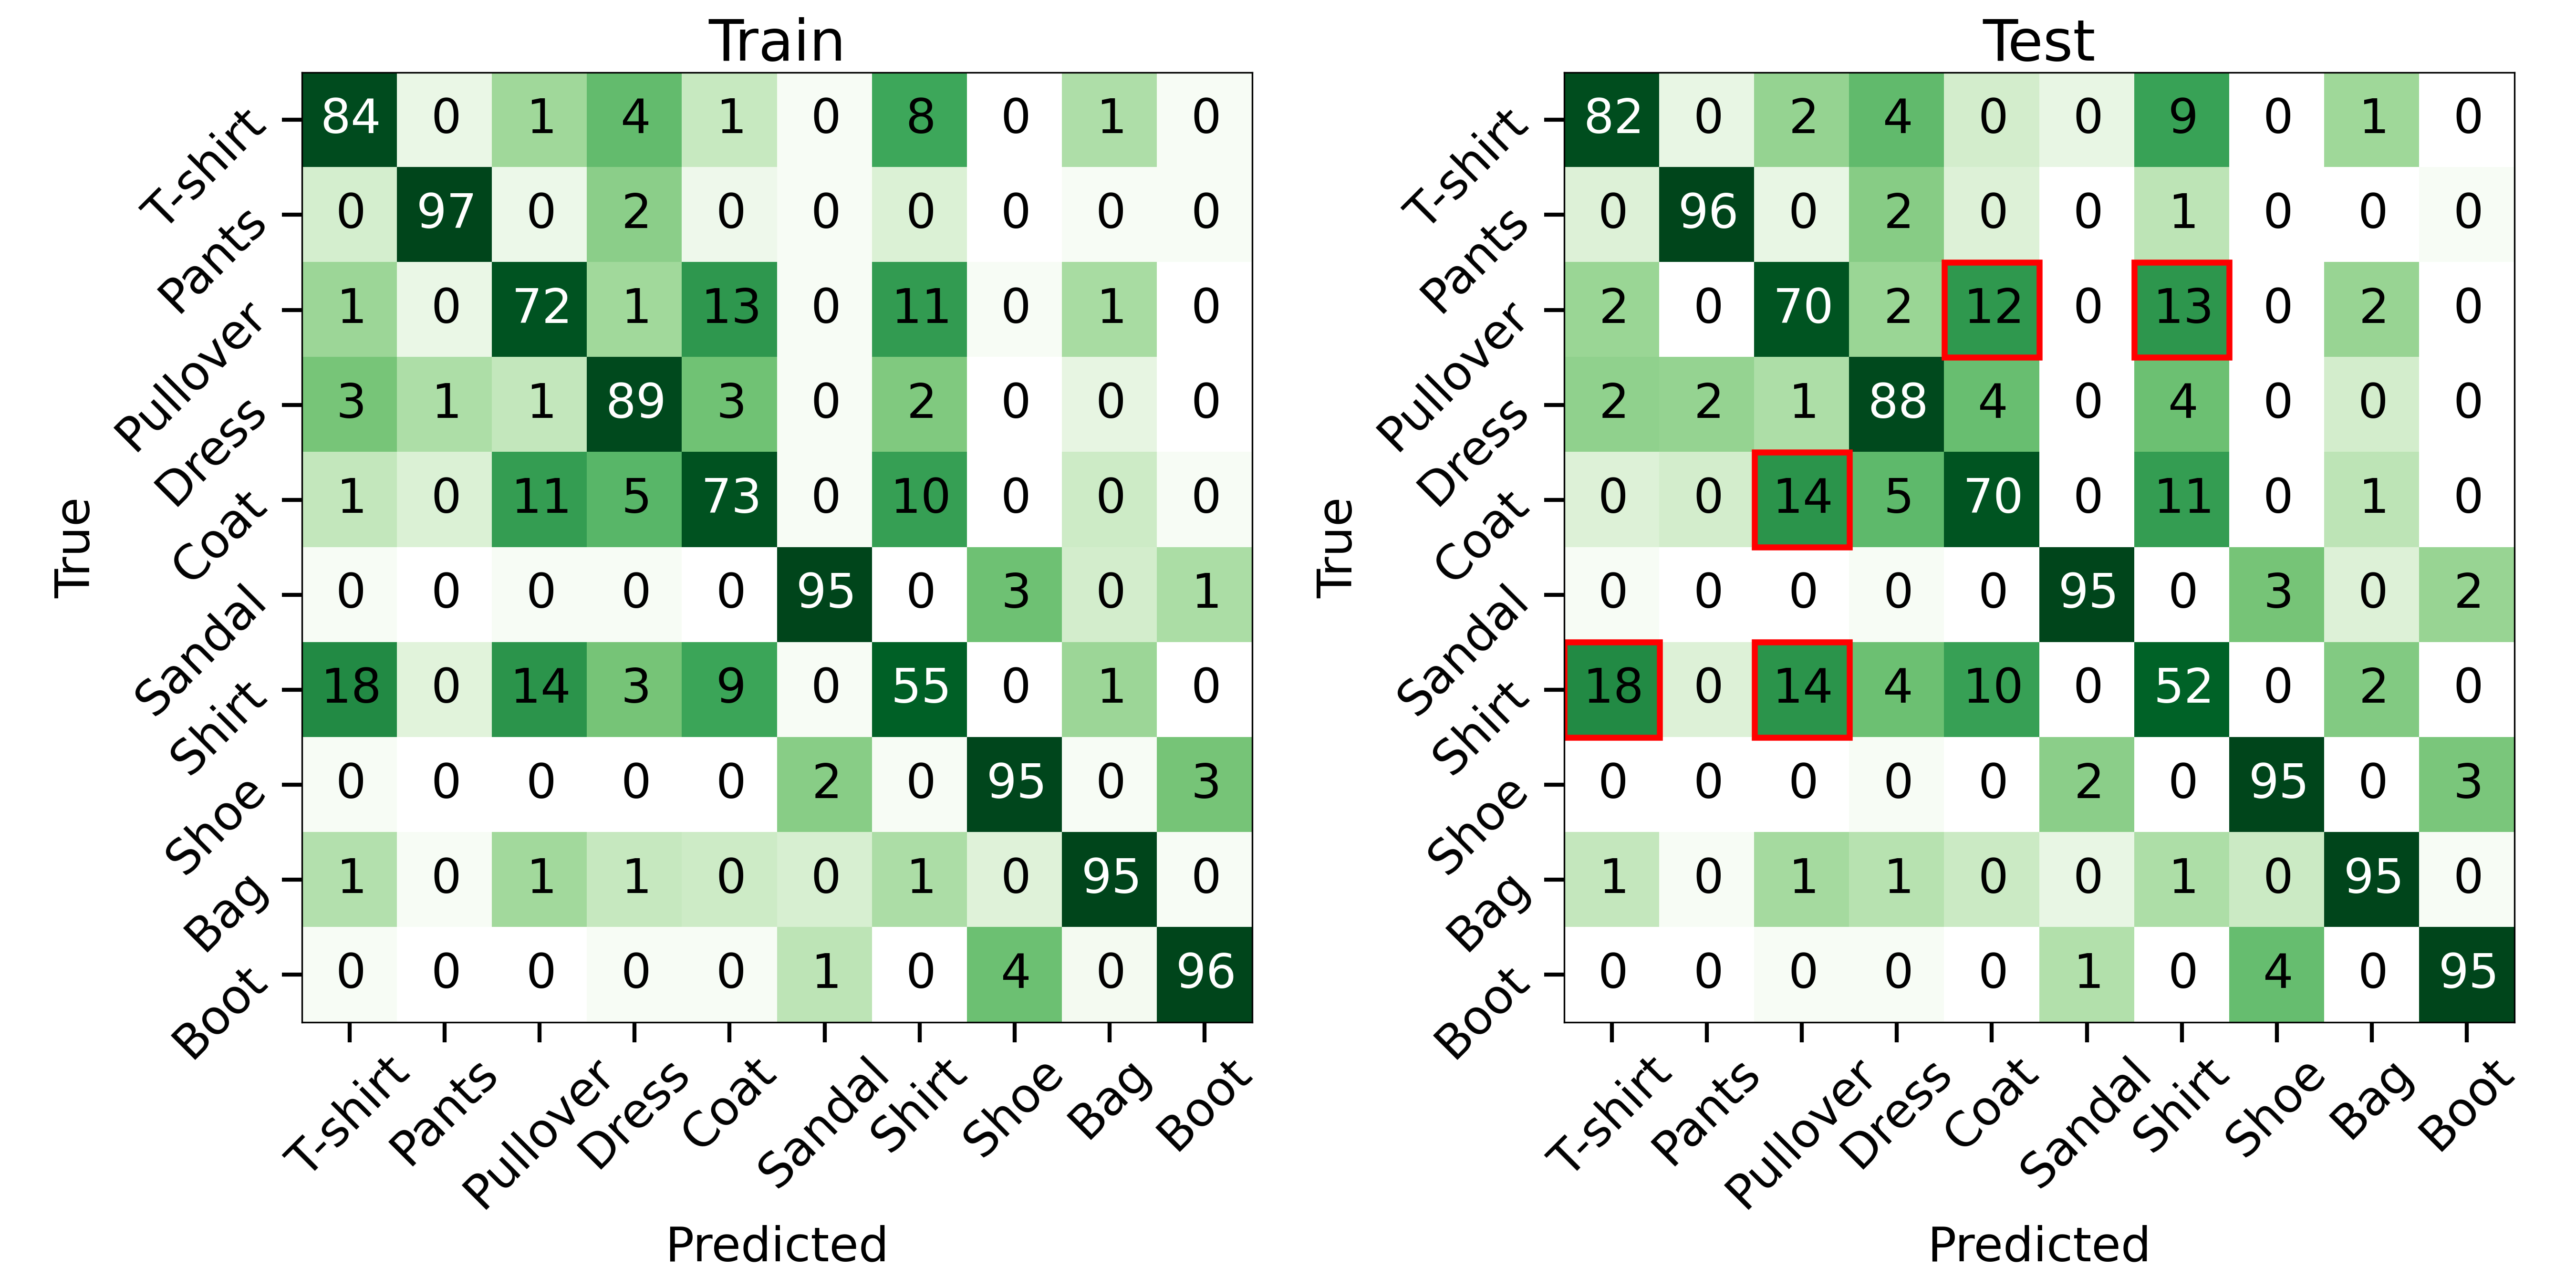 Train
True
T-shirt 84 0 1 4 1 0 8 0 1 0
Pants 0 97 0 2 0 0 0 0 0 0
Pullover 1 0 72 1 13 0 11 0 1 0
Dress 3 1 1 89 3 0 2 0 0 0
Coat 1 0 11 5 73 0 10 0 0 0
Sandal 0 0 0 0 0 95 0 3 0 1
Shirt 18 0 14 3 9 0 55 0 1 0
Shoe 0 0 0 0 0 2 0 95 0 3
Bag 1 0 1 1 0 0 1 0 95 0
Boot 0 0 0 0 0 1 0 4 0 96
T-shirt Pants Pullover Dress Coat Sandal Shirt Shoe Bag Boot
Predicted
Test
True
T-shirt 82 0 2 4 0 0 9 0 1 0
Pants 0 96 0 2 0 0 1 0 0 0
Pullover 2 0 70 2 12 0 13 0 2 0
Dress 2 2 1 88 4 0 4 0 0 0
Coat 0 0 14 5 70 0 11 0 1 0
Sandal 0 0 0 0 0 95 0 3 0 2
Shirt 18 0 14 4 10 0 52 0 2 0
Shoe 0 0 0 0 0 2 0 95 0 3
Bag 1 0 1 1 0 0 1 0 95 0
Boot 0 0 0 0 0 1 0 4 0 95
T-shirt Pants Pullover Dress Coat Sandal Shirt Shoe Bag Boot
Predicted